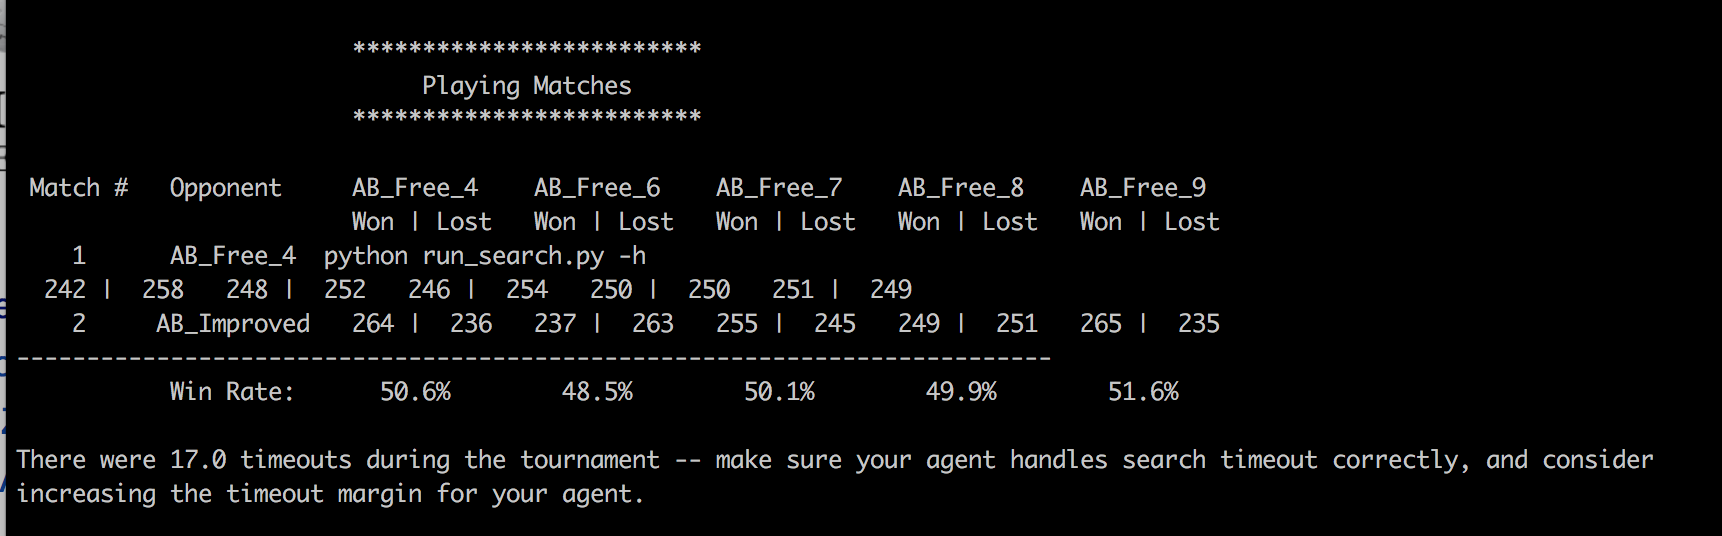 *************************
Playing Matches
*************************
Match # Opponent AB_Free_4 AB_Free_6 AB_Free_7 AB_Free_8 AB_Free_9
Won | Lost Won | Lost Won | Lost Won | Lost Won | Lost
1 AB_Free_4 python run_search.py -h
242 | 258 248 | 252 246 | 254 250 | 250 251 | 249
2 AB_Improved 264 | 236 237 | 263 255 | 245 249 | 251 265 | 235
--------------------------------------------------------------------------
Win Rate: 50.6% 48.5% 50.1% 49.9% 51.6%
There were 17.0 timeouts during the tournament -- make sure your agent handles search timeout correctly, and consider
increasing the timeout margin for your agent.